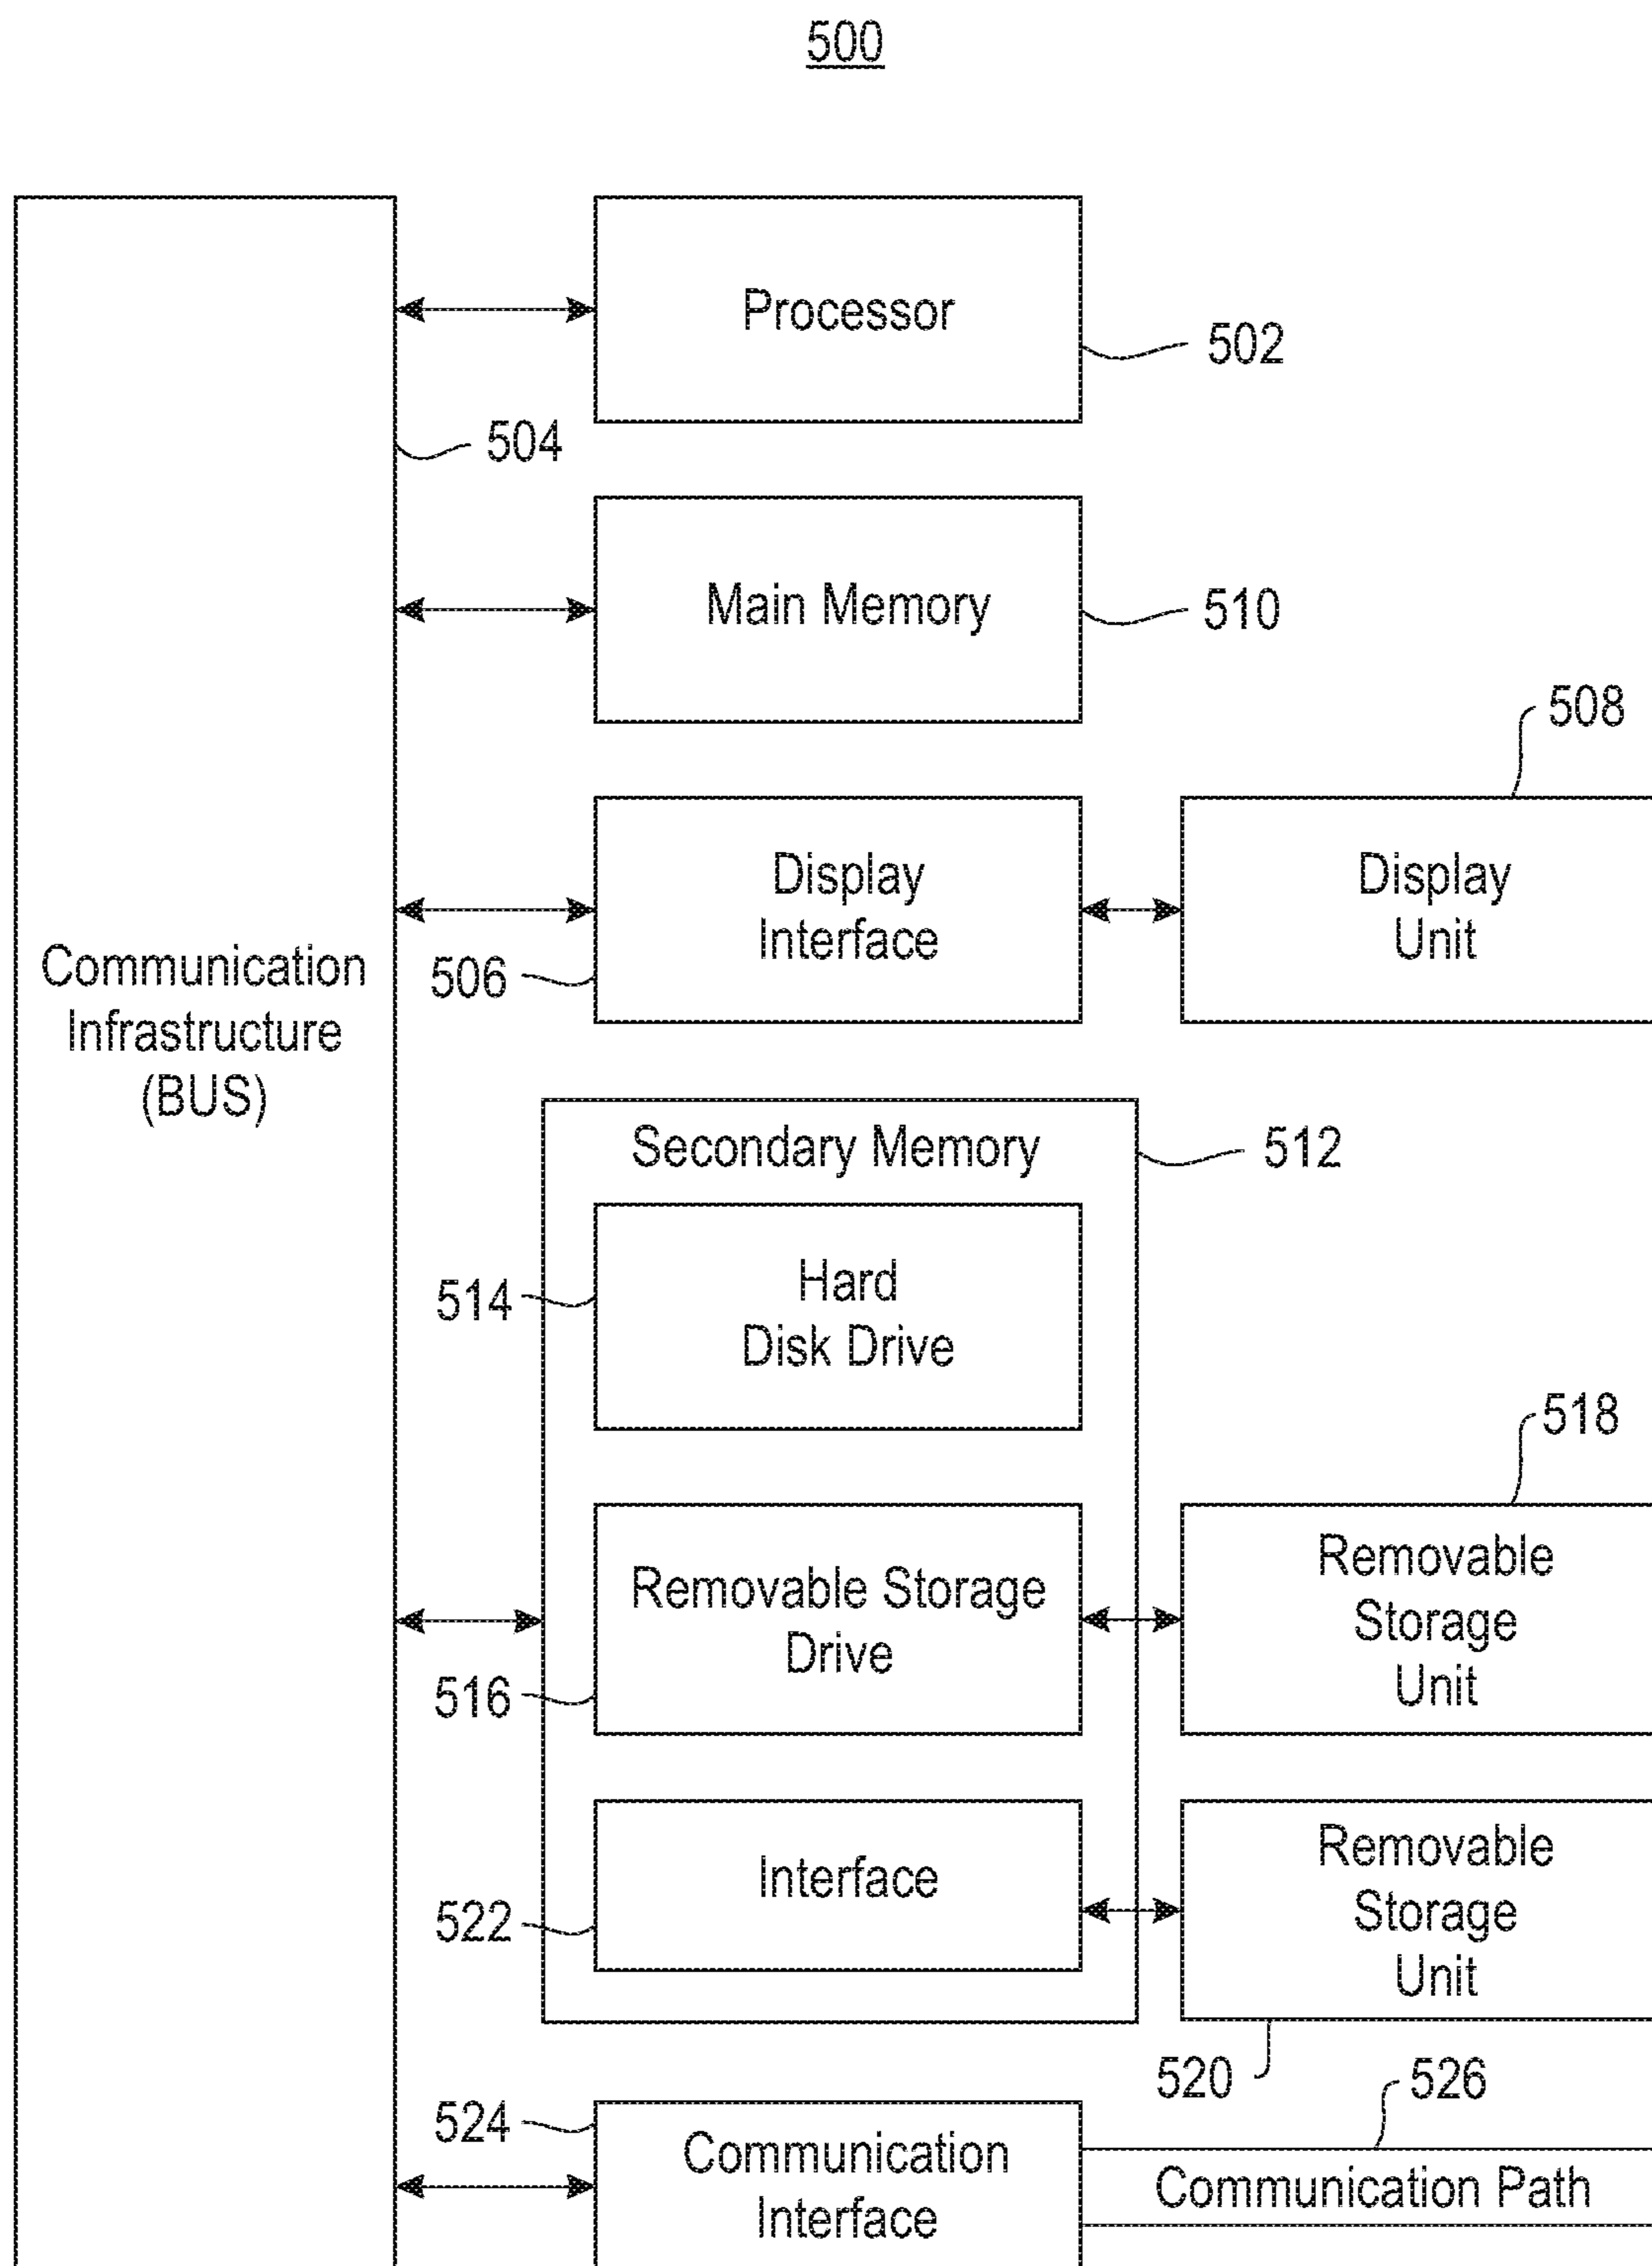 500
Processor
502
504
Main Memory
510
508
Display
Interface
506
Display
Unit
Communication
Infrastructure
(BUS)
Secondary Memory
512
Hard
Disk Drive
514
518
Removable Storage
Drive
516
Removable
Storage
Unit
Interface
522
Removable
Storage
Unit
520
526
524
Communication
Interface
Communication Path